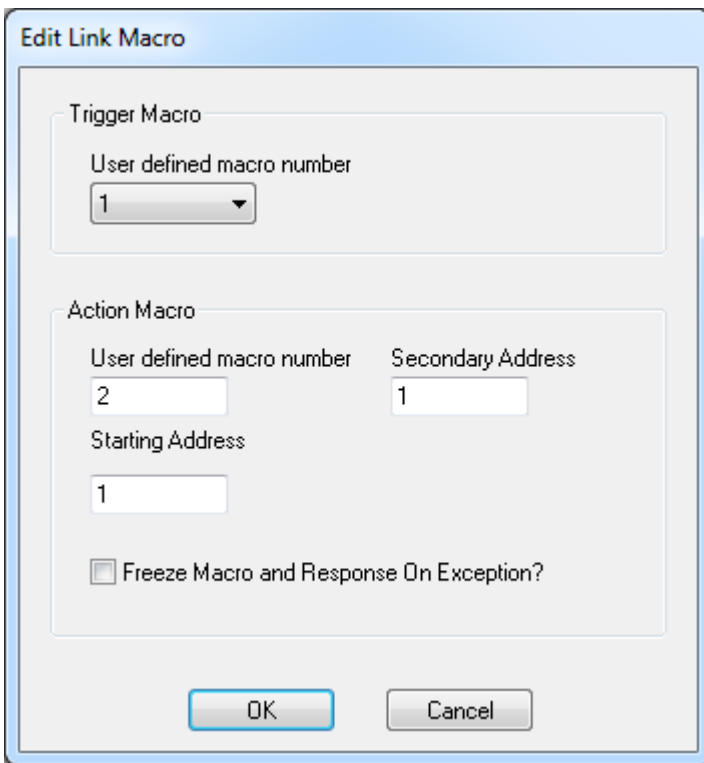 Edit Link Macro
Trigger Macro
User defined macro number
1
Action Macro
User defined macro number
Secondary Address
2
1
Starting Address
1
Freeze Macro and Response On Exception?
OK
Cancel